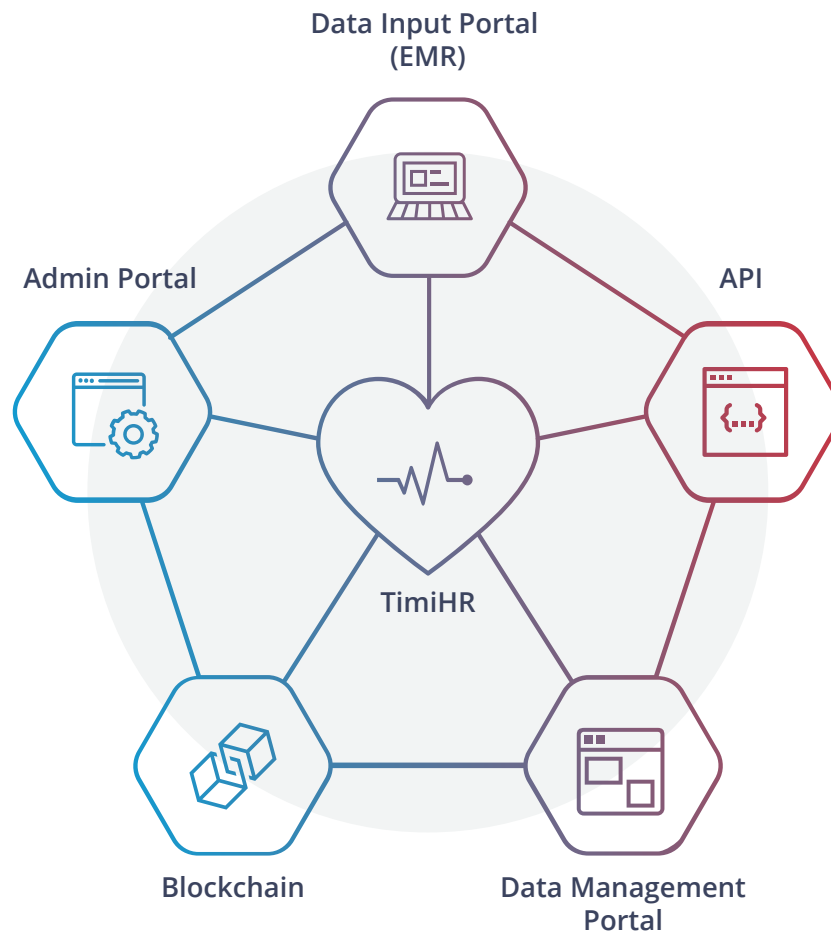 Data Input Portal
(EMR)
Admin Portal
API
{...}
TimiHR
Blockchain
Data Management
Portal